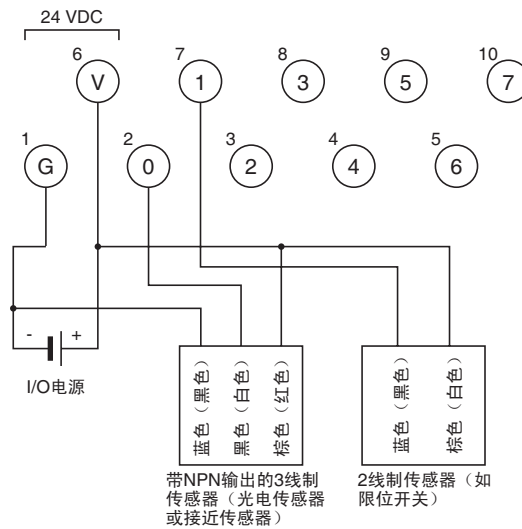 24 VDC
6 V
7 1
8 3
9 5
10 7
1 G
2 0
3 2
4 4
5 6
- +
I/O电源
蓝色（黑色）
黑色（白色）
棕色（红色）
蓝色（黑色）
棕色（白色）
带NPN输出的3线制
传感器（光电传感器
或接近传感器）
2线制传感器（如
限位开关）